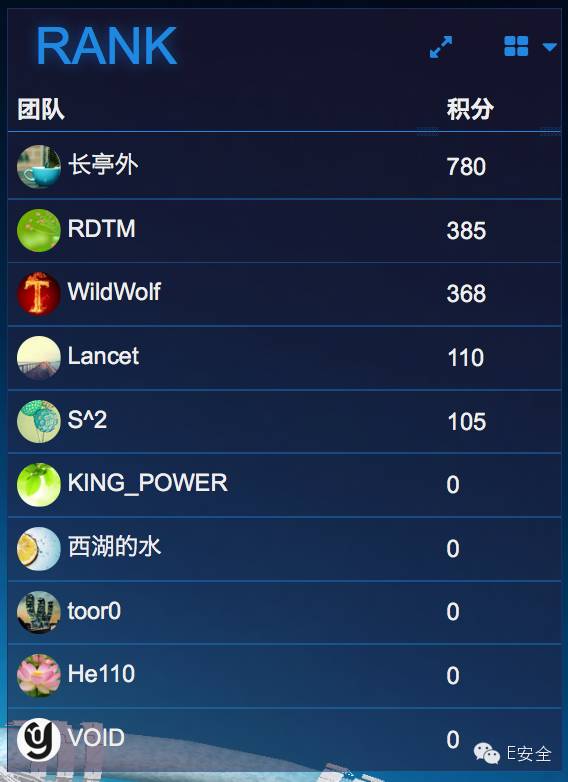 RANK
团队 积分
长亭外 780
RDTM 385
WildWolf 368
Lancet 110
S^2 105
KING_POWER 0
西湖的水 0
toor0 0
He110 0
VOID 0
E安全